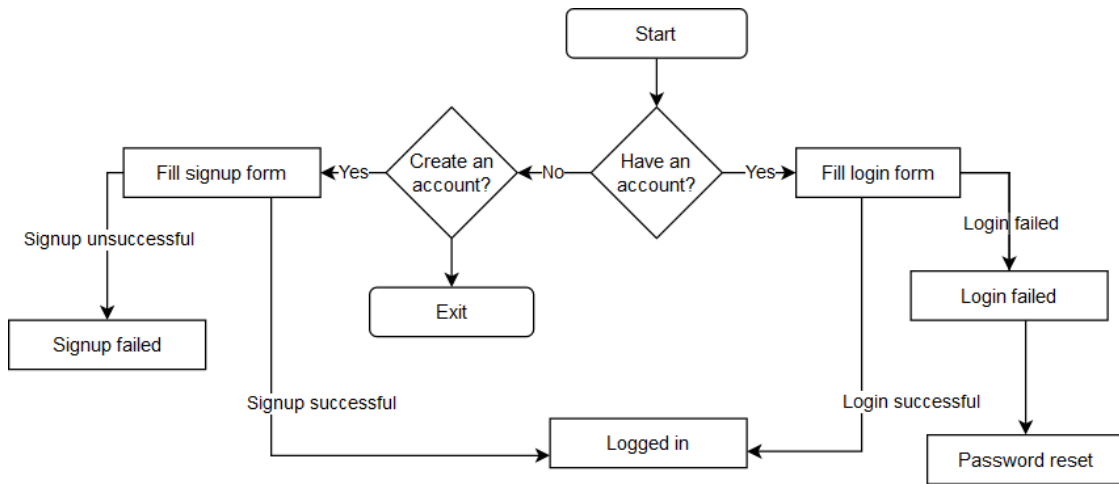 Start
Create an
account?
Have an
account?
Fill signup form
Yes
No
Yes
Fill login form
Signup unsuccessful
Login failed
Exit
Login failed
Signup failed
Signup successful
Login successful
Logged in
Password reset